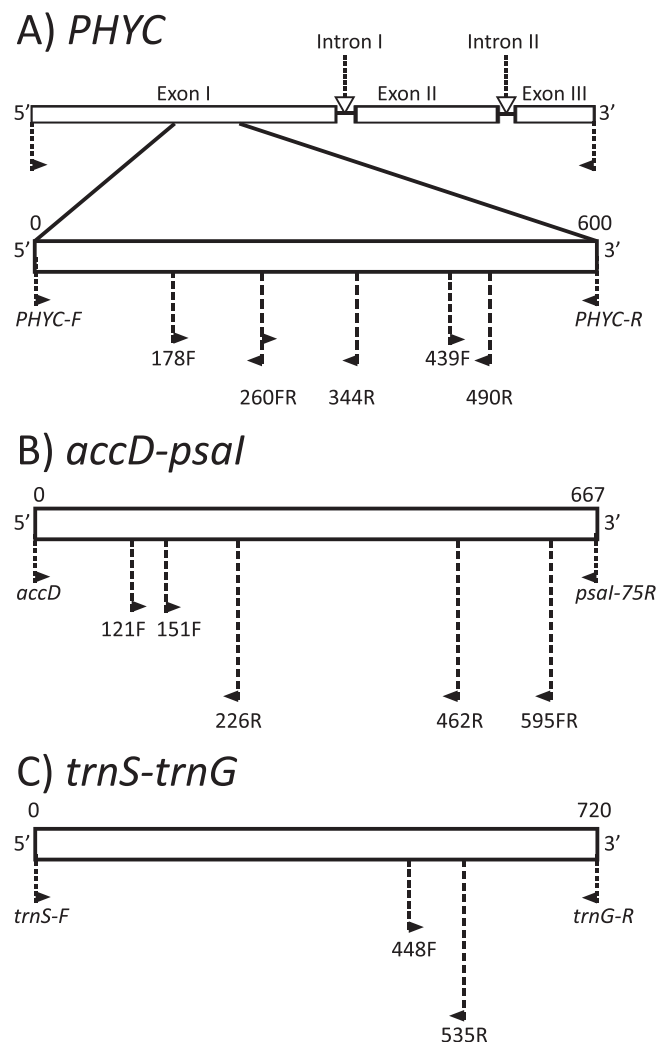 A) PHYC
Intron I Intron II
Exon I Exon II Exon III
5’ 3’
0 600
5’ 3’
PHYC-F PHYC-R
178F 439F
260FR 344R 490R
B) accD-psaI
0 667
5’ 3’
accD psaI-75R
121F 151F
226R 462R 595FR
C) trnS-trnG
0 720
5’ 3’
trnS-F trnG-R
448F
535R